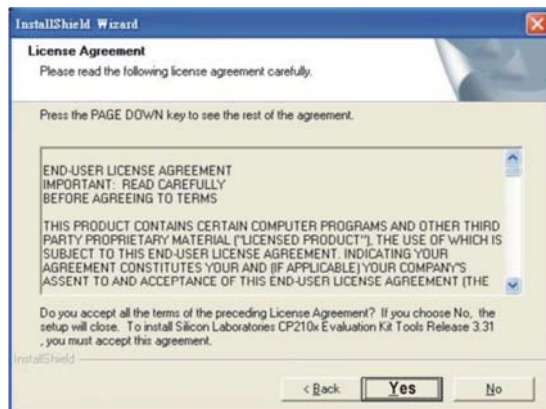 InstallShield Wizard
License Agreement
Please read the following license agreement carefully.
Press the PAGE DOWN key to see the rest of the agreement.
END-USER LICENSE AGREEMENT
IMPORTANT: READ CAREFULLY
BEFORE AGREEING TO TERMS
THIS PRODUCT CONTAINS CERTAIN COMPUTER PROGRAMS AND OTHER THIRD
PARTY PROPRIETARY MATERIAL ("LICENSED PRODUCT"), THE USE OF WHICH IS
SUBJECT TO THIS END-USER LICENSE AGREEMENT. INDICATING YOUR
AGREEMENT CONSTITUTES YOUR AND (IF APPLICABLE) YOUR COMPANY'S
ASSENT TO AND ACCEPTANCE OF THIS END-USER LICENSE AGREEMENT (THE
Do you accept all the terms of the preceding License Agreement? If you choose No, the
setup will close. To install Silicon Laboratories CP210x Evaluation Kit Tools Release 3.31
, you must accept this agreement.
InstallShield
< Back Yes No